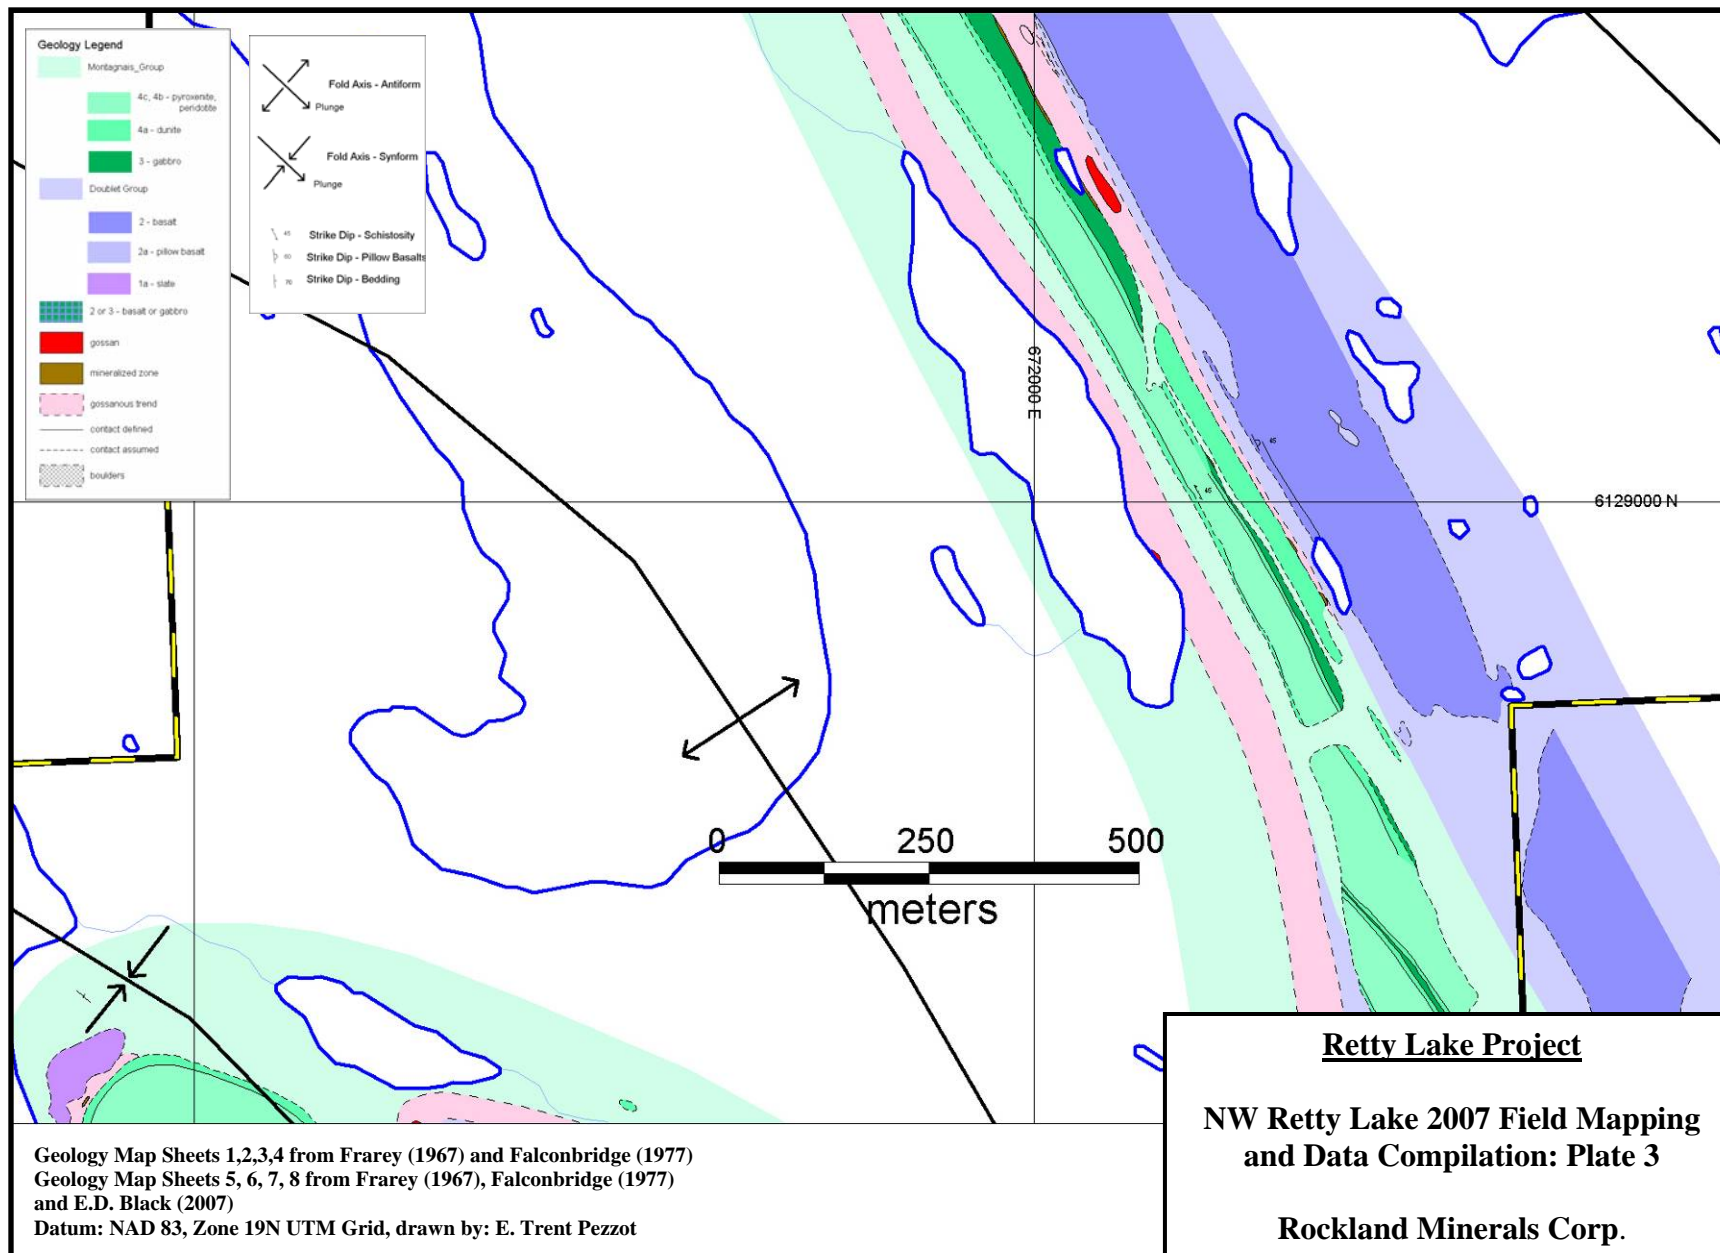 Geology Legend
Montagnais_Group
4c, 4b - pyroxenite,
peridotite
4a - dunite
3 - gabbro
Doublet Group
2 - basalt
2a - pillow basalt
1a - slate
2 or 3 - basalt or gabbro
gossan
mineralized zone
gossanous trend
contact defined
contact assumed
boulders
Fold Axis - Antiform
Plunge
Fold Axis - Synform
Plunge
45 Strike Dip - Schistosity
60 Strike Dip - Pillow Basalts
70 Strike Dip - Bedding
672000 E
45
6129000 N
45
0 250 500
meters
Geology Map Sheets 1,2,3,4 from Frarey (1967) and Falconbridge (1977)
Geology Map Sheets 5, 6, 7, 8 from Frarey (1967), Falconbridge (1977)
and E.D. Black (2007)
Datum: NAD 83, Zone 19N UTM Grid, drawn by: E. Trent Pezzot
Retty Lake Project
NW Retty Lake 2007 Field Mapping
and Data Compilation: Plate 3
Rockland Minerals Corp.